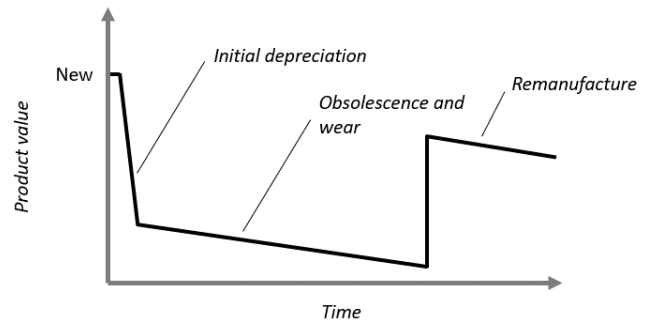 Initial depreciation
New
Remanufacture
Obsolescence and
wear
Product value
Time